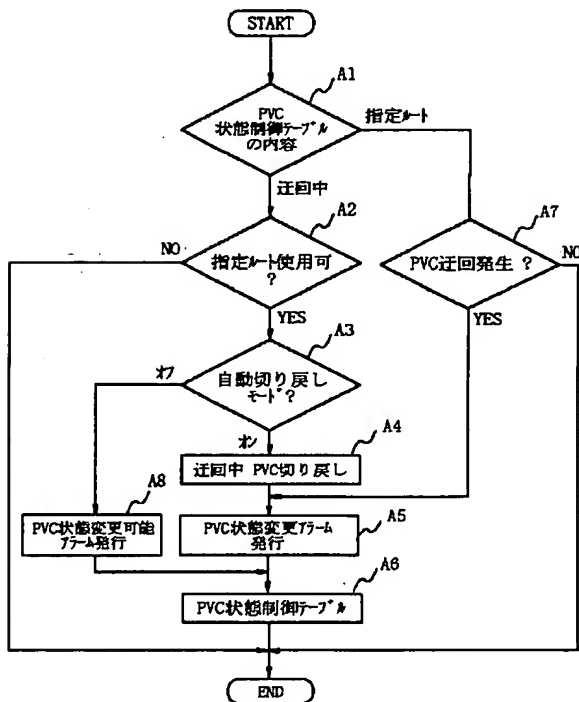 START
A1
PVC
状態制御テーブル
の内容
指定ルート
迂回中
A2
A7
NO
指定ルート使用可
?
PVC迂回発生 ?
NO
YES
YES
A3
オフ
自動切り戻し
モード?
オン
A4
迂回中 PVC切り戻し
A8
PVC状態変更可能
アラーム発行
A5
PVC状態変更アラーム
発行
A6
PVC状態制御テーブル
END